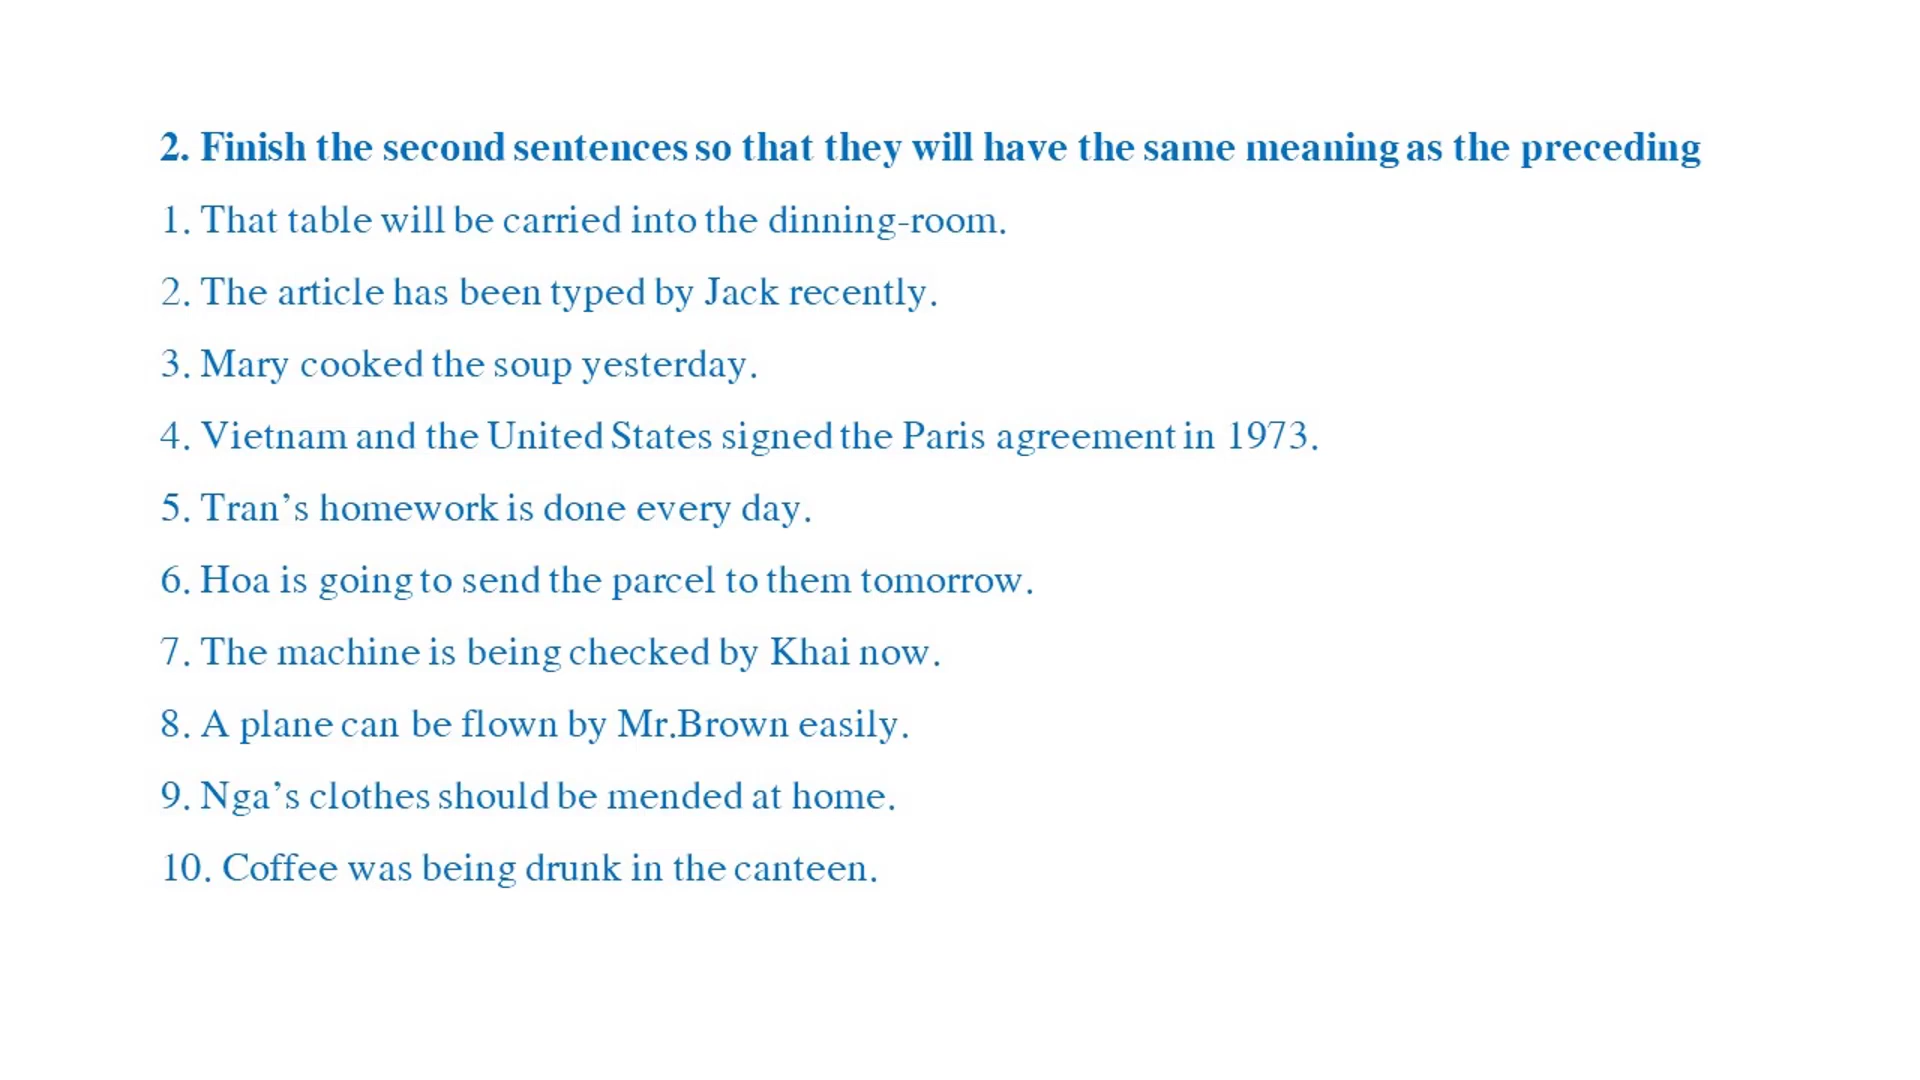 2. Finish the second sentences so that they will have the same meaning as the preceding
1. That table will be carried into the dinning-room.
2. The article has been typed by Jack recently.
3. Mary cooked the soup yesterday.
4. Vietnam and the United States signed the Paris agreement in 1973.
5. Tran’s homework is done every day.
6. Hoa is going to send the parcel to them tomorrow.
7. The machine is being checked by Khai now.
8. A plane can be flown by Mr.Brown easily.
9. Nga’s clothes should be mended at home.
10. Coffee was being drunk in the canteen.